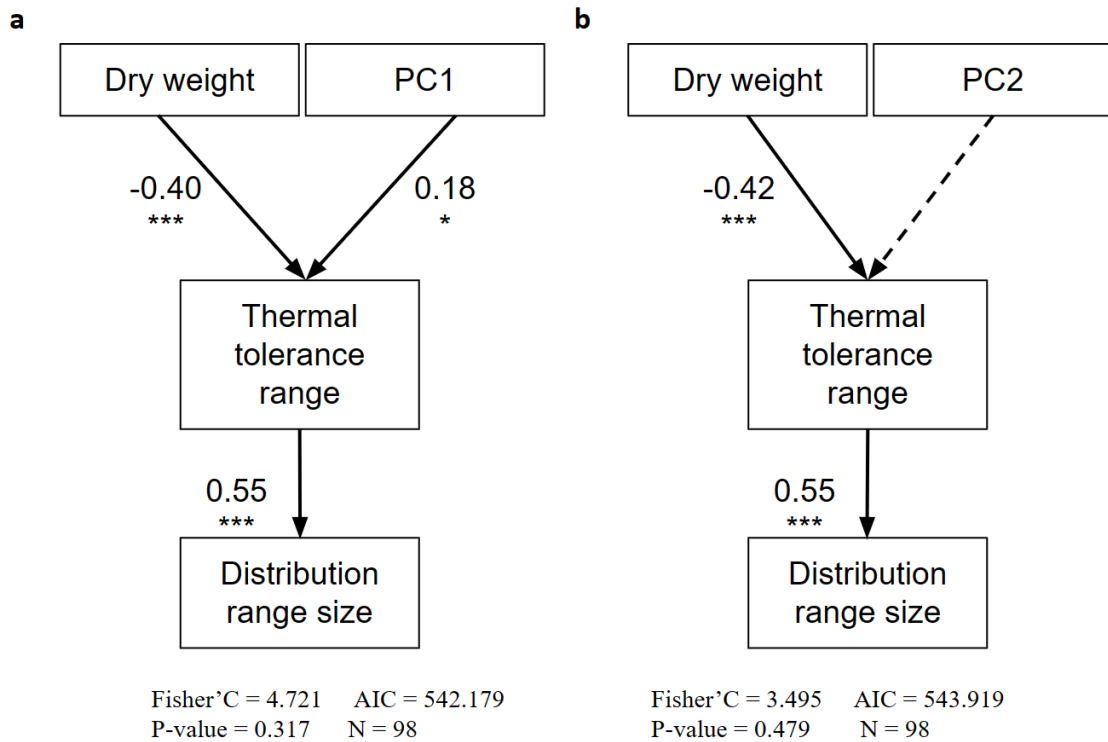 a
Dry weight
PC1
-0.40
***
0.18
*
Thermal
tolerance
range
0.55
***
Distribution
range size
Fisher’C = 4.721 AIC = 542.179
P-value = 0.317 N = 98
b
Dry weight
PC2
-0.42
***
Thermal
tolerance
range
0.55
***
Distribution
range size
Fisher’C = 3.495 AIC = 543.919
P-value = 0.479 N = 98